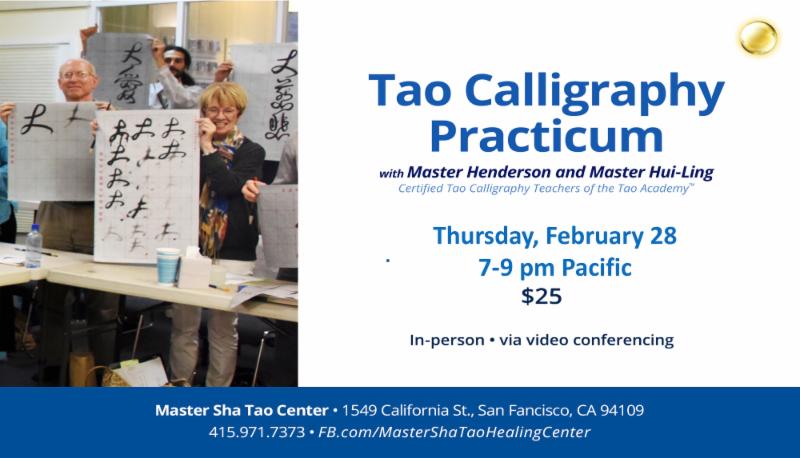 Tao Calligraphy
Practicum
with Master Henderson and Master Hui-Ling
Certified Tao Calligraphy Teachers of the Tao Academy™
Thursday, February 28
7-9 pm Pacific
$25
In-person • via video conferencing
Master Sha Tao Center • 1549 California St., San Fancisco, CA 94109
415.971.7373 • FB.com/MasterShaTaoHealingCenter